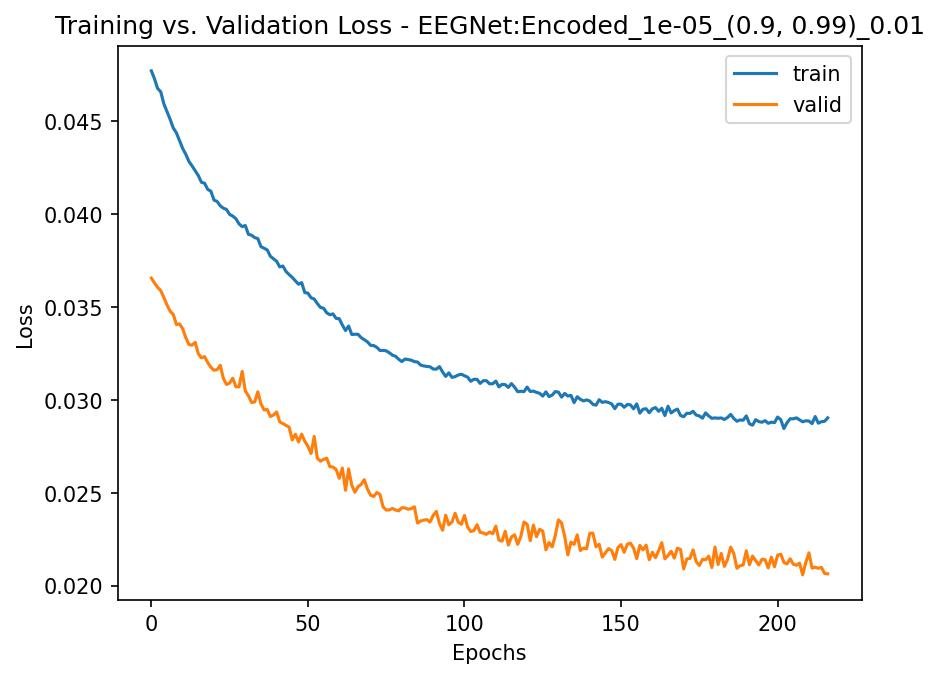 Training vs. Validation Loss - EEGNet:Encoded_1e-05_(0.9, 0.99)_0.01
train
valid
0.045
0.040
0.035
0.030
0.025
0.020
Loss
0 50 100 150 200
Epochs